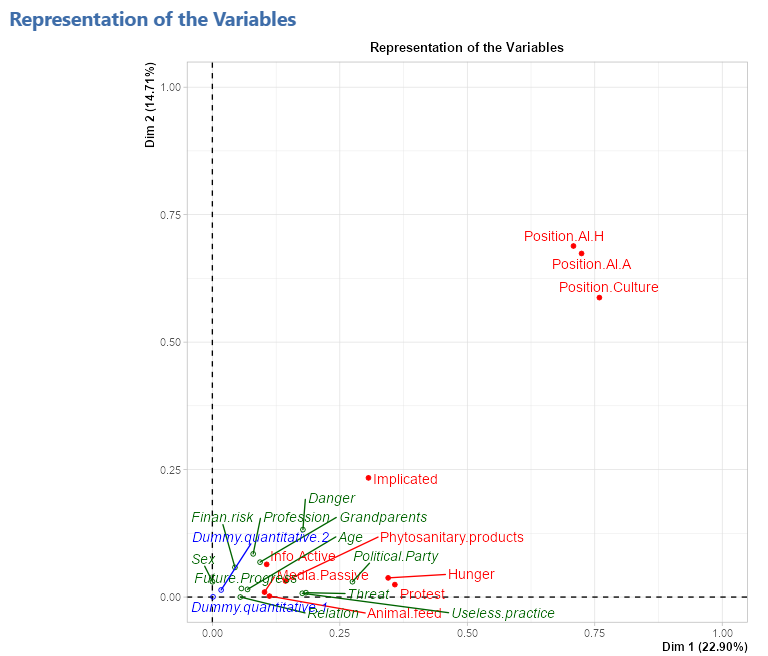 Representation of the Variables
Representation of the Variables
Dim 2 (14.71%)
1.00
0.75
0.50
0.25
0.00
Position.Al.H
Position.Al.A
Position.Culture
Implicated
Danger
Finan.risk
Profession
Grandparents
Dummy.quantitative.2
Age
Phytosanitary.products
Sex
Info.Active
Political.Party
Future.Progress
Media.Passive
Hunger
Threat
Protest
Dummy.quantitative.1
Relation
Animal.feed
Useless.practice
0.00
0.25
0.50
0.75
1.00
Dim 1 (22.90%)